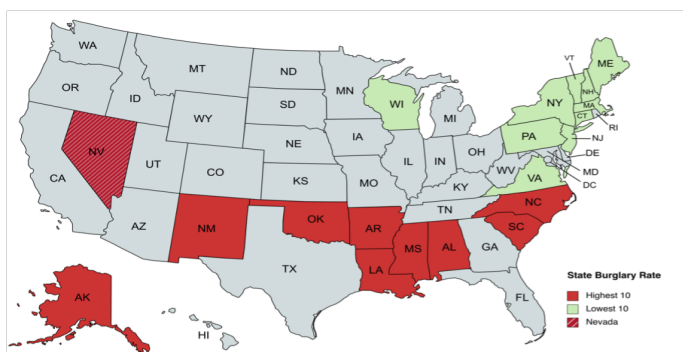 WA
MT
ND
MN
VT
ME
OR
ID
SD
WI
NH
NY
MA
WY
MI
CT
RI
NV
NE
IA
PA
NJ
UT
IL
IN
OH
DE
CA
CO
KS
MO
WV
VA
MD
KY
DC
AZ
NM
OK
AR
TN
NC
SC
MS
AL
GA
TX
LA
FL
AK
HI
State Burglary Rate
Highest 10
Lowest 10
Nevada